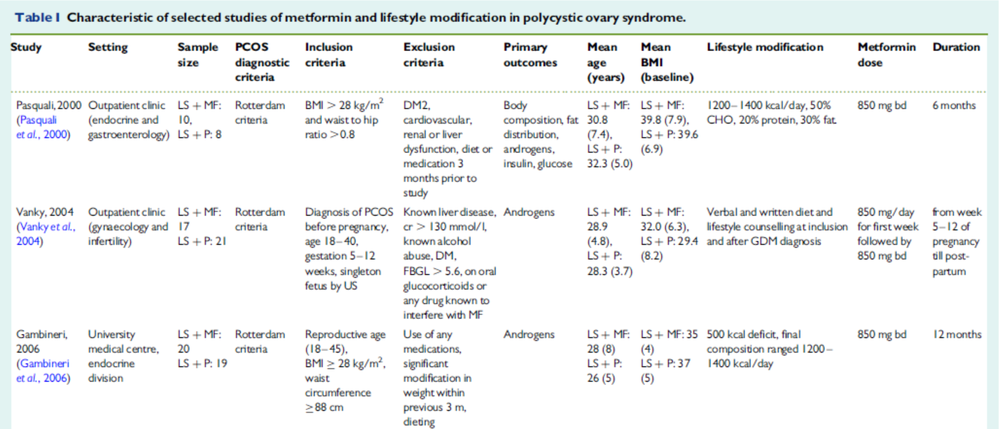 Table I Characteristic of selected studies of metformin and lifestyle modification in polycystic ovary syndrome.
Study
Setting
Sample
size
PCOS
diagnostic
criteria
Inclusion
criteria
Exclusion
criteria
Primary
outcomes
Mean
age
(years)
Mean
BMI
(baseline)
Lifestyle modification
Metformin
dose
Duration
Pasquali, 2000
(Pasquali
et al., 2000)
Outpatient clinic
(endocrine and
gastroenterology)
LS + MF:
10,
LS + P: 8
Rotterdam
criteria
BMI > 28 kg/m²
and waist to hip
ratio >0.8
DM2,
cardiovascular,
renal or liver
dysfunction, diet or
medication 3
months prior to
study
Body
composition, fat
distribution,
androgens,
insulin, glucose
LS + MF:
30.8
(7.4),
LS + P:
32.3 (5.0)
LS + MF:
39.8 (7.9),
LS + P: 39.6
(6.9)
1200–1400 kcal/day, 50%
CHO, 20% protein, 30% fat.
850 mg bd
6 months
Vanky, 2004
(Vanky et al.,
2004)
Outpatient clinic
(gynaecology and
infertility)
LS + MF:
17
LS + P: 21
Rotterdam
criteria
Diagnosis of PCOS
before pregnancy,
age 18–40,
gestation 5–12
weeks, singleton
fetus by US
Known liver disease,
cr > 130 mmol/l,
known alcohol
abuse, DM,
FBGL > 5.6, on oral
glucocorticoids or
any drug known to
interfere with MF
Androgens
LS + MF:
28.9
(4.8),
LS + P:
28.3 (3.7)
LS + MF:
32.0 (6.3),
LS + P: 29.4
(8.2)
Verbal and written diet and
lifestyle counselling at inclusion
and after GDM diagnosis
850 mg/day
for first week
followed by
850 mg bd
from week
5–12 of
pregnancy
till post-
partum
Gambineri,
2006
(Gambineri
et al., 2006)
University
medical centre,
endocrine
division
LS + MF:
20
LS + P: 19
Rotterdam
criteria
Reproductive age
(18–45),
BMI ≥ 28 kg/m²,
waist
circumference
≥88 cm
Use of any
medications,
significant
modification in
weight within
previous 3 m,
dieting
Androgens
LS + MF:
28 (8)
LS + P:
26 (5)
LS + MF: 35
(4)
LS + P: 37
(5)
500 kcal deficit, final
composition ranged 1200–
1400 kcal/day
850 mg bd
12 months